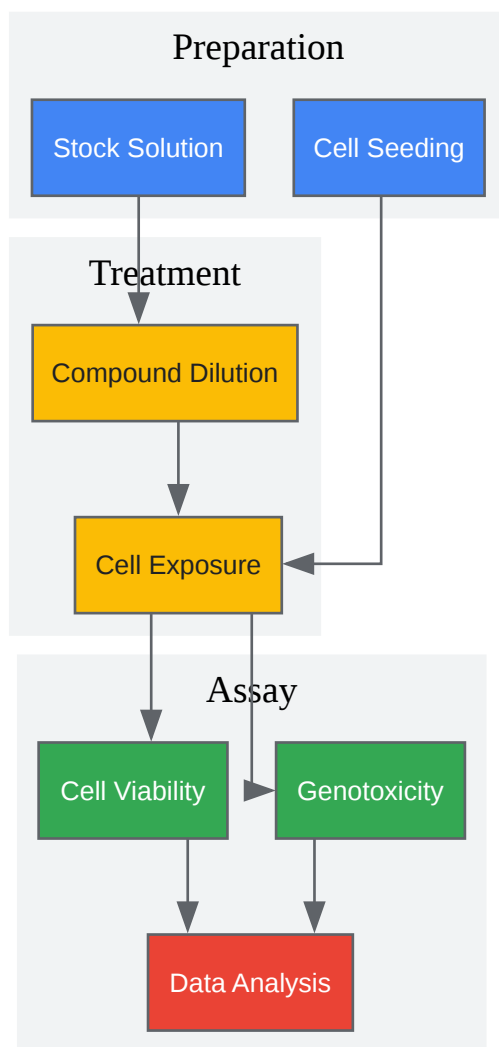 Preparation
Stock Solution
Cell Seeding
Treatment
Compound Dilution
Cell Exposure
Assay
Cell Viability
Genotoxicity
Data Analysis